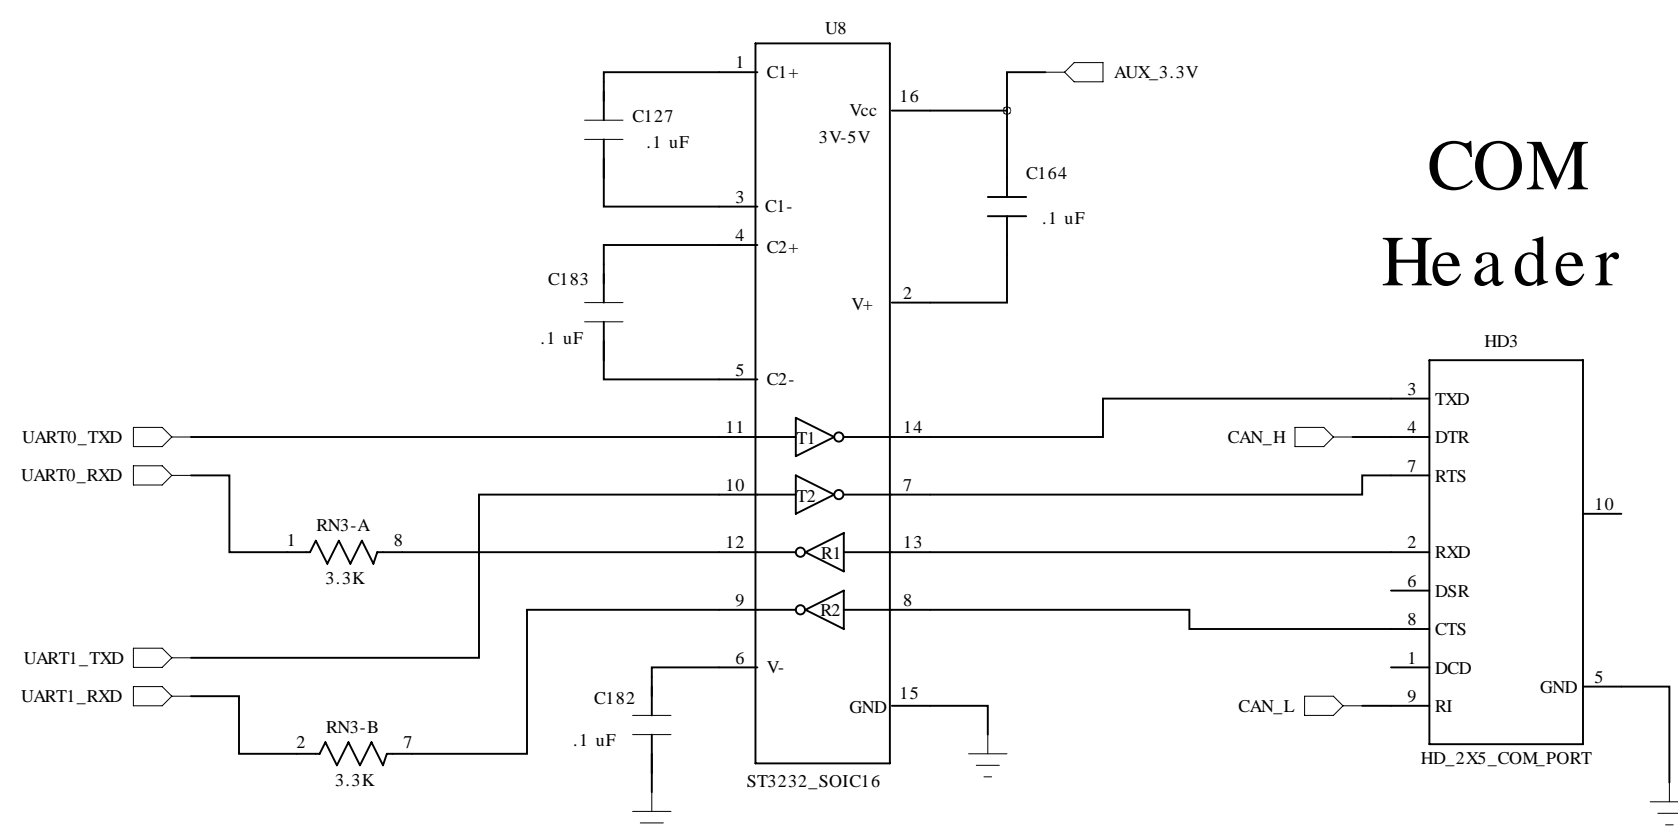 U8
1
C1+
C127
.1 uF
3
C1-
4
C2+
C183
.1 uF
5
C2-
16
Vcc
3V-5V
AUX_3.3V
C164
.1 uF
2
V+
COM
Header
HD3
UART0_TXD
11
T1
14
3
TXD
CAN_H
4
DTR
UART0_RXD
10
T2
7
7
RTS
10
RN3-A
1
8
3.3K
12
R1
13
2
RXD
6
DSR
9
R2
8
8
CTS
UART1_TXD
6
V-
1
DCD
UART1_RXD
C182
.1 uF
15
GND
CAN_L
9
RI
5
GND
RN3-B
2
7
3.3K
ST3232_SOIC16
HD_2X5_COM_PORT